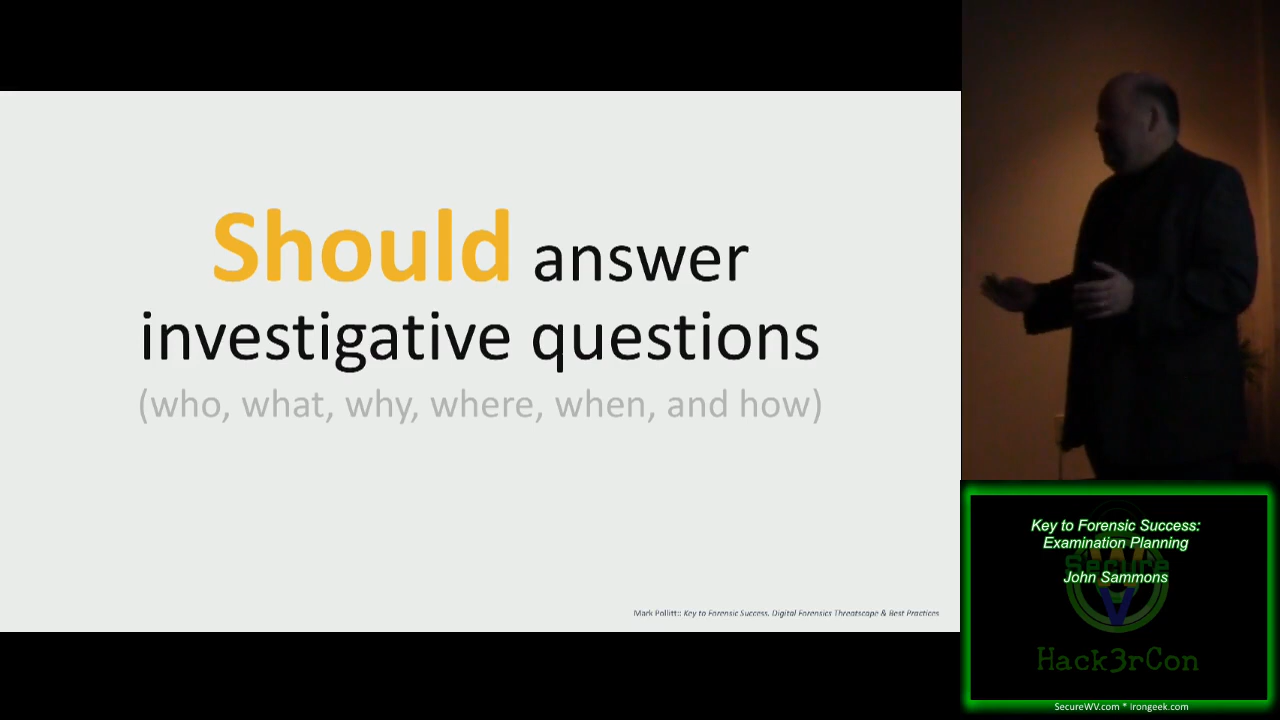 Should answer
investigative questions
(who, what, why, where, when, and how)
Mark Pollitt:: Key to Forensic Success. Digital Forensics Threatscape & Best Practices
Key to Forensic Success:
Examination Planning
John Sammons
Secure
W
V
Hack3rCon
SecureWV.com * Irongeek.com